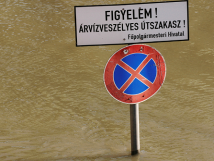 FIGYELEM !
ÁRVÍZVESZÉLYES ÚTSZAKASZ !
Főpolgármesteri Hivatal